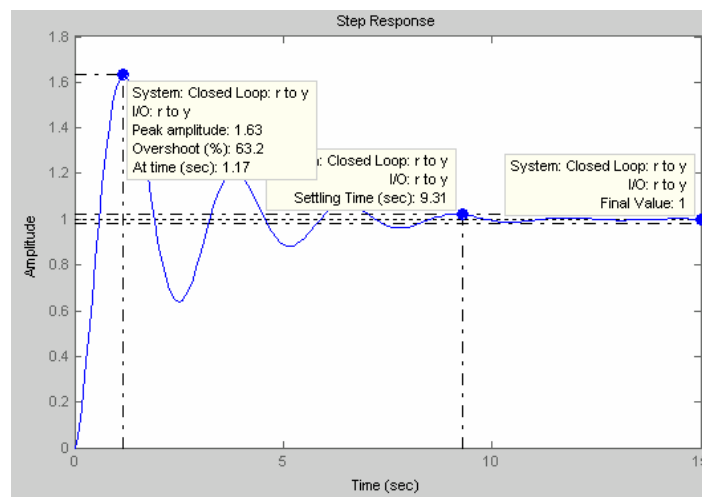 Step Response
1.8
1.6
1.4
1.2
1
0.8
0.6
0.4
0.2
0
Amplitude
System: Closed Loop: r to y
I/O: r to y
Peak amplitude: 1.63
Overshoot (%): 63.2
At time (sec): 1.17
Closed Loop: r to y
I/O: r to y
Settling Time (sec): 9.31
System: Closed Loop: r to y
I/O: r to y
Final Value: 1
0
5
10
Time (sec)